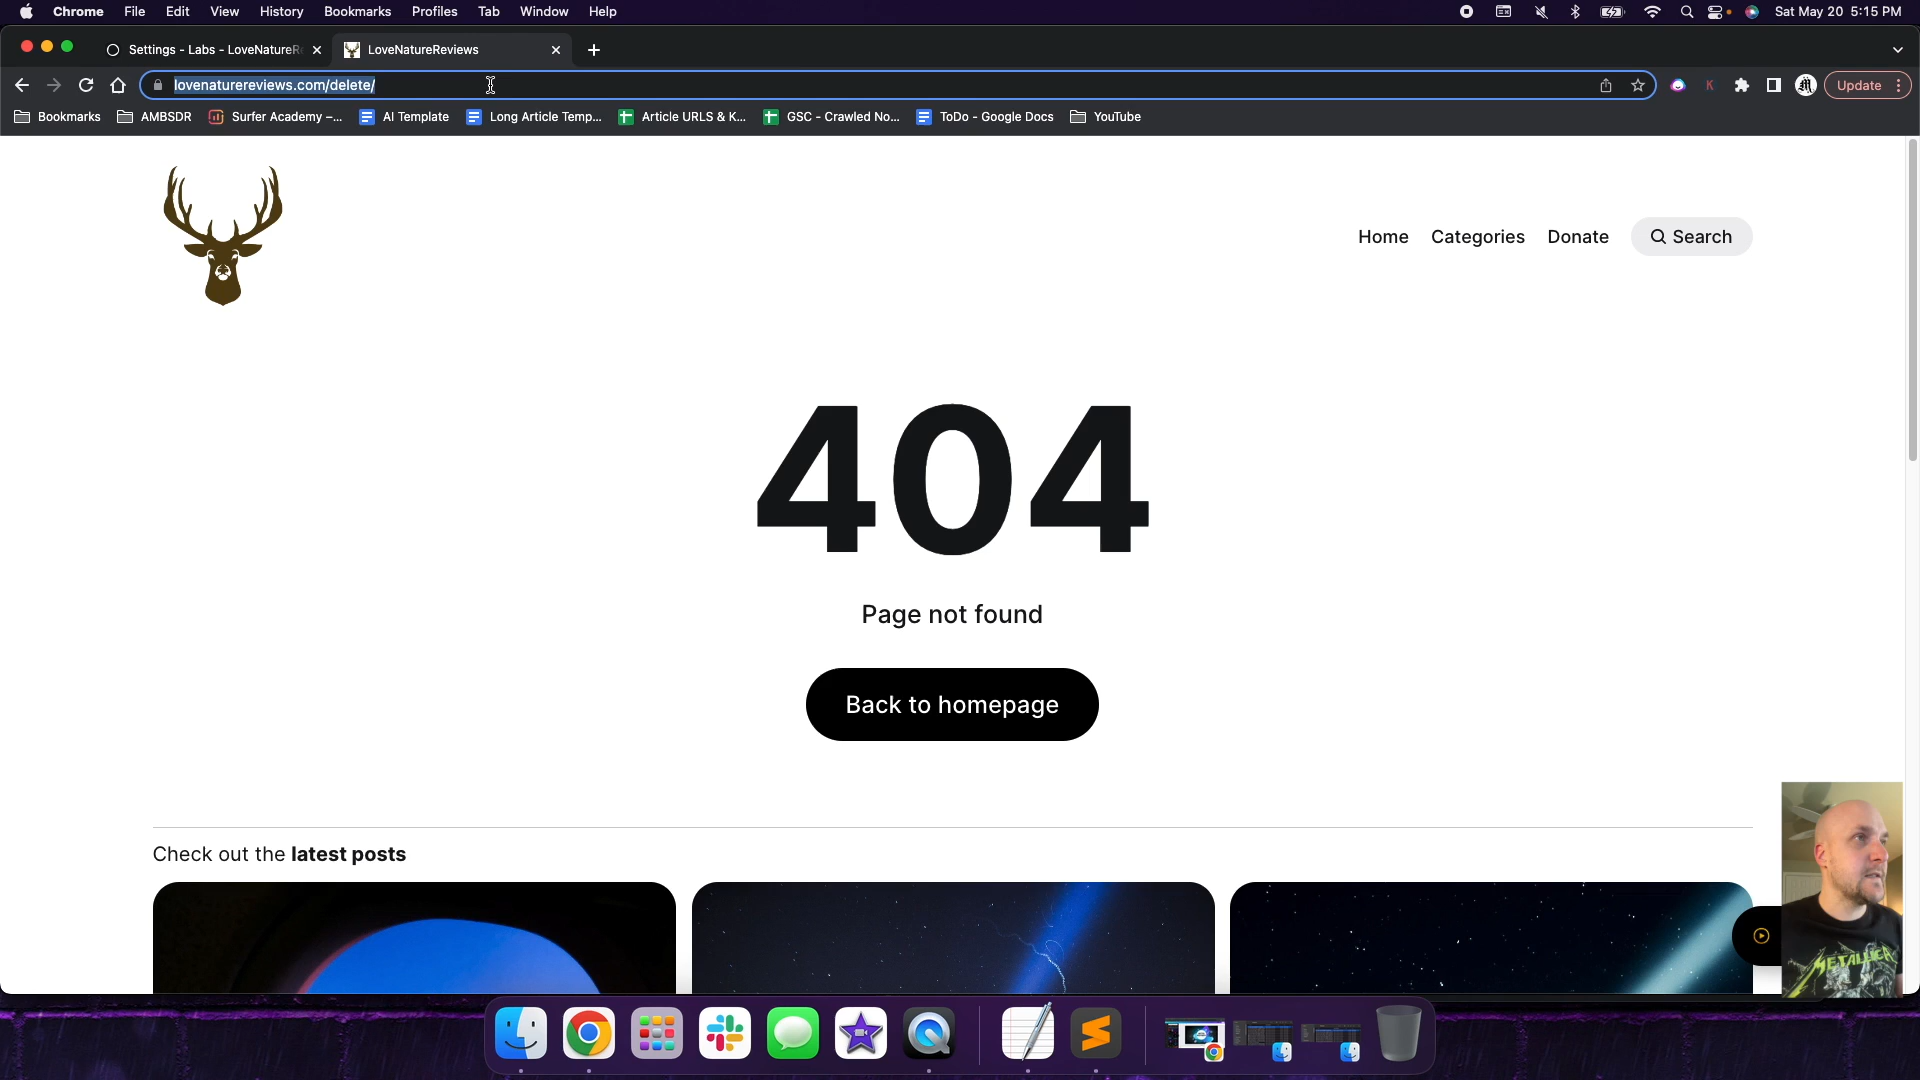 Chrome File Edit View History Bookmarks Profiles Tab Window Help Sat May 20 5:15 PM
Settings - Labs - LoveNatureRe LoveNatureReviews
lovenaturereviews.com/delete/ K Update
Bookmarks AMBSDR Surfer Academy –... AI Template Long Article Temp... Article URLS & K... GSC - Crawled No... ToDo - Google Docs YouTube
Home Categories Donate Search
404
Page not found
Back to homepage
Check out the latest posts
METALLICA